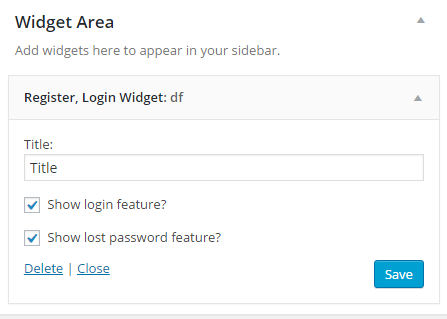 Widget Area
Add widgets here to appear in your sidebar.
Register, Login Widget: df
Title:
Title
Show login feature?
Show lost password feature?
Delete | Close
Save